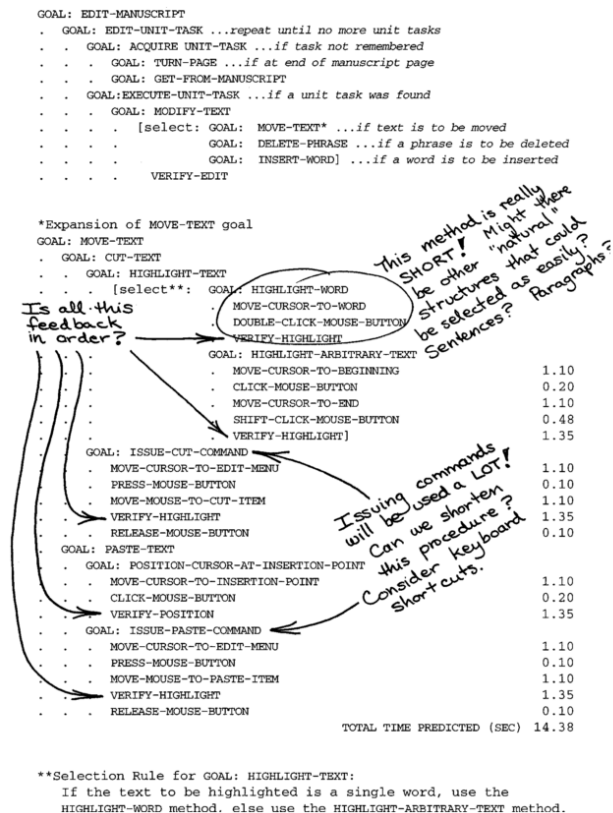 GOAL: EDIT-MANUSCRIPT
. GOAL: EDIT-UNIT-TASK ...repeat until no more unit tasks
. . GOAL: ACQUIRE UNIT-TASK ...if task not remembered
. . . GOAL: TURN-PAGE ...if at end of manuscript page
. . . GOAL: GET-FROM-MANUSCRIPT
. . GOAL:EXECUTE-UNIT-TASK ...if a unit task was found
. . . GOAL: MODIFY-TEXT
. . . . [select: GOAL: MOVE-TEXT* ...if text is to be moved
. . . . GOAL: DELETE-PHRASE ...if a phrase is to be deleted
. . . . GOAL: INSERT-WORD] ...if a word is to be inserted
. . . . VERIFY-EDIT
*Expansion of MOVE-TEXT goal
GOAL: MOVE-TEXT
. GOAL: CUT-TEXT
. . GOAL: HIGHLIGHT-TEXT
. . . [select**: GOAL: HIGHLIGHT-WORD
. MOVE-CURSOR-TO-WORD
. DOUBLE-CLICK-MOUSE-BUTTON
. VERIFY-HIGHLIGHT
GOAL: HIGHLIGHT-ARBITRARY-TEXT
. MOVE-CURSOR-TO-BEGINNING 1.10
. CLICK-MOUSE-BUTTON 0.20
. MOVE-CURSOR-TO-END 1.10
. SHIFT-CLICK-MOUSE-BUTTON 0.48
. VERIFY-HIGHLIGHT] 1.35
. . GOAL: ISSUE-CUT-COMMAND
. . . MOVE-CURSOR-TO-EDIT-MENU 1.10
. . . PRESS-MOUSE-BUTTON 0.10
. . . MOVE-MOUSE-TO-CUT-ITEM 1.10
. . . VERIFY-HIGHLIGHT 1.35
. . . RELEASE-MOUSE-BUTTON 0.10
. GOAL: PASTE-TEXT
. . GOAL: POSITION-CURSOR-AT-INSERTION-POINT
. . . MOVE-CURSOR-TO-INSERTION-POINT 1.10
. . . CLICK-MOUSE-BUTTON 0.20
. . . VERIFY-POSITION 1.35
. . GOAL: ISSUE-PASTE-COMMAND
. . . MOVE-CURSOR-TO-EDIT-MENU 1.10
. . . PRESS-MOUSE-BUTTON 0.10
. . . MOVE-MOUSE-TO-PASTE-ITEM 1.10
. . . VERIFY-HIGHLIGHT 1.35
. . . RELEASE-MOUSE-BUTTON 0.10
TOTAL TIME PREDICTED (SEC) 14.38
**Selection Rule for GOAL: HIGHLIGHT-TEXT:
If the text to be highlighted is a single word, use the
HIGHLIGHT-WORD method, else use the HIGHLIGHT-ARBITRARY-TEXT method.
This method is really
SHORT! Might there
be other "natural"
structures that could
be selected as easily?
Sentences? Paragraphs?
Is all this
feedback
in order?
Issuing commands
will be used a LOT!
Can we shorten
this procedure?
Consider keyboard
short cuts.